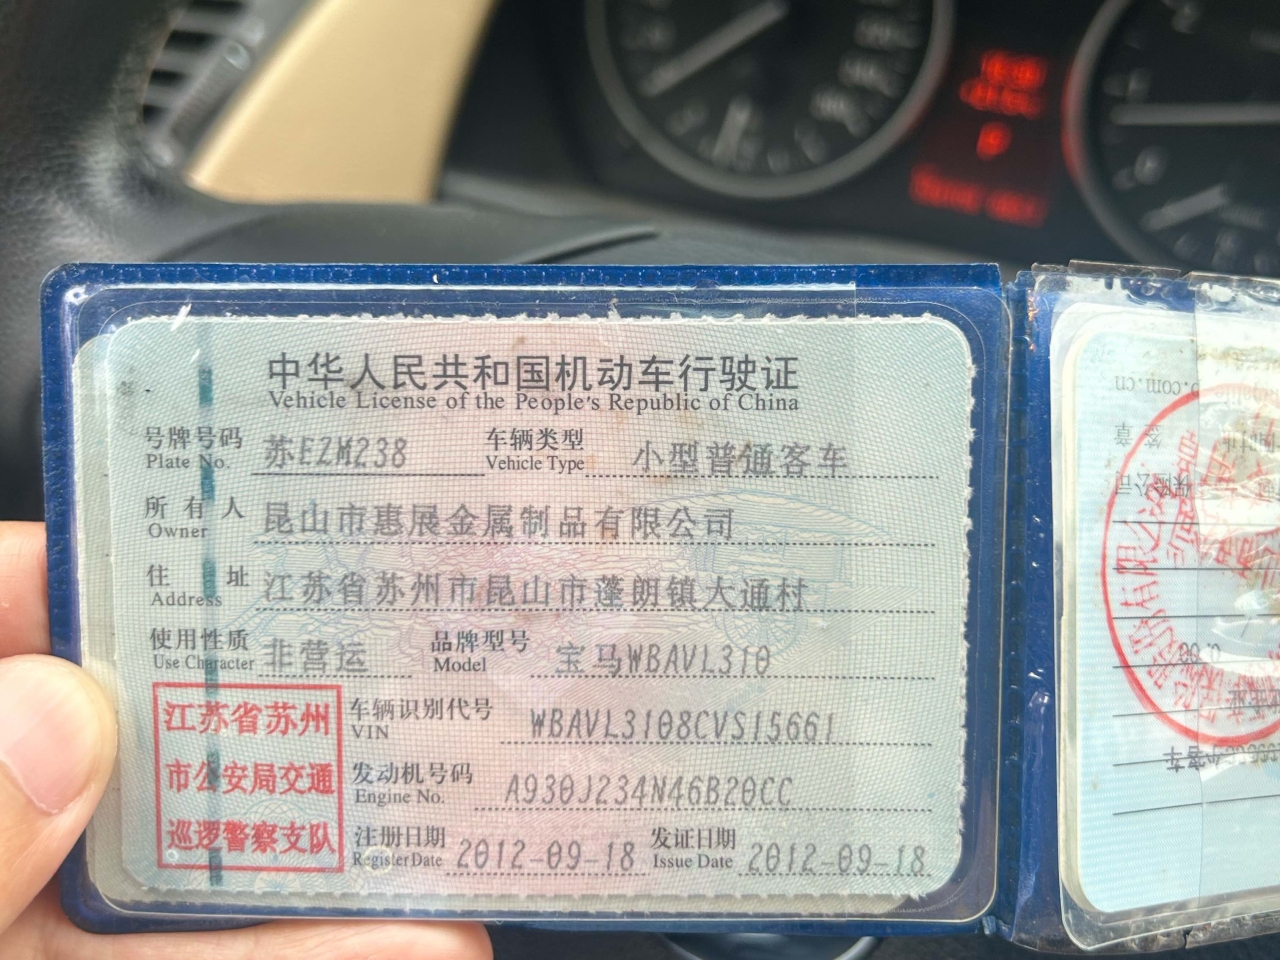 中华人民共和国机动车行驶证
Vehicle License of the People's Republic of China
号牌号码 苏EZM238 车辆类型 小型普通客车
Plate No. Vehicle Type
所有人 昆山市惠展金属制品有限公司
Owner
住址 江苏省苏州市昆山市蓬朗镇大通村
Address
使用性质 非营运 品牌型号 宝马WBAVL310
Use Character Model
江苏省苏州
市公安局交通
巡逻警察支队
车辆识别代号 WBAVL3108CVS15661
VIN
发动机号码 A930J234N46B20CC
Engine No.
注册日期 2012-09-18 发证日期 2012-09-18
Register Date Issue Date